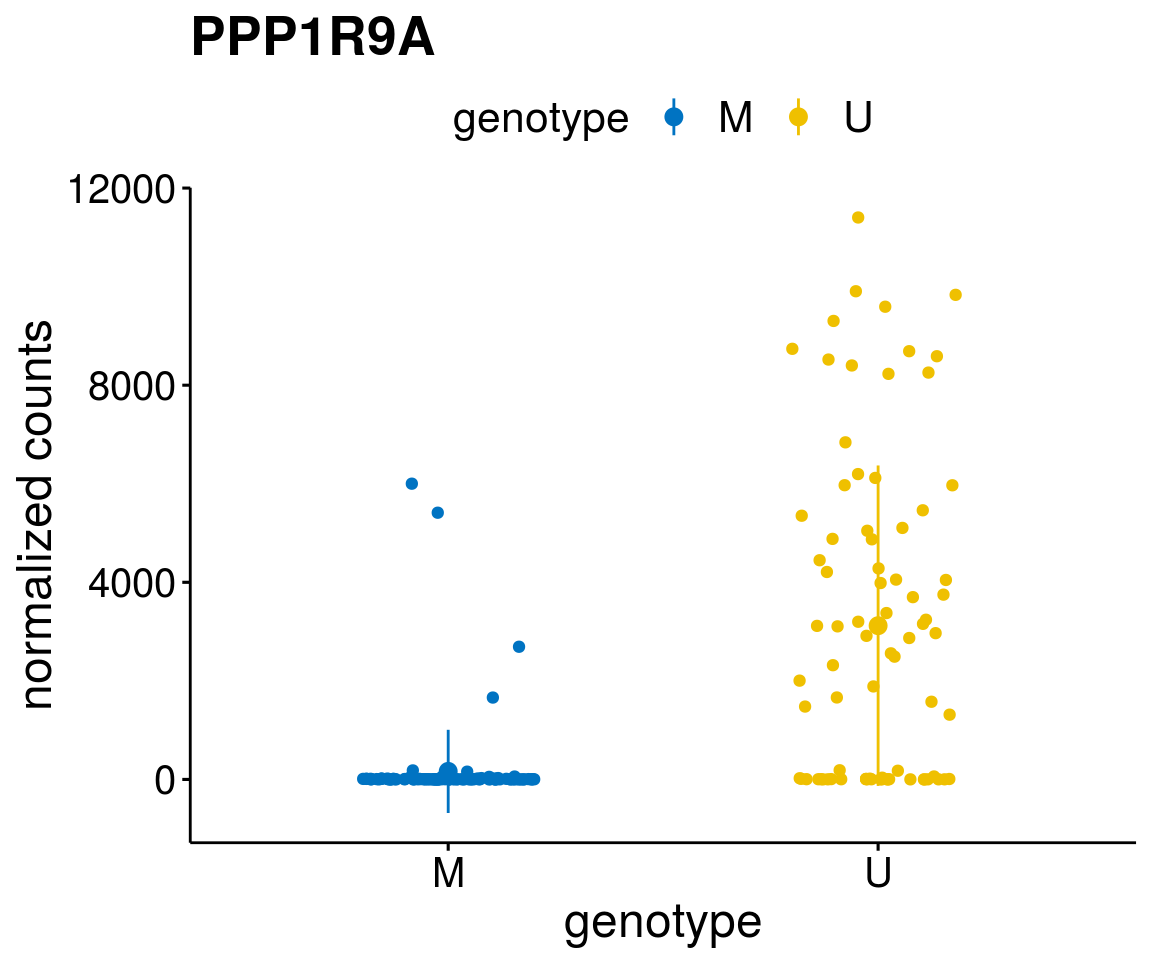 PPP1R9A
genotype M U
12000
8000
4000
0
normalized counts
M U
genotype